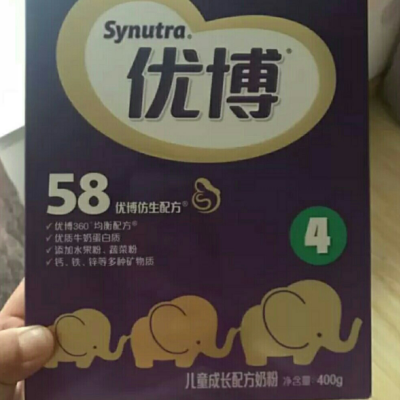 Synutra®
优博®
58 优博仿生配方®
✓ 优博360°均衡配方®
✓ 优质牛奶蛋白质
✓ 添加水果粉、蔬菜粉
✓ 钙、铁、锌等多种矿物质
4
儿童成长配方奶粉 净含量:400g